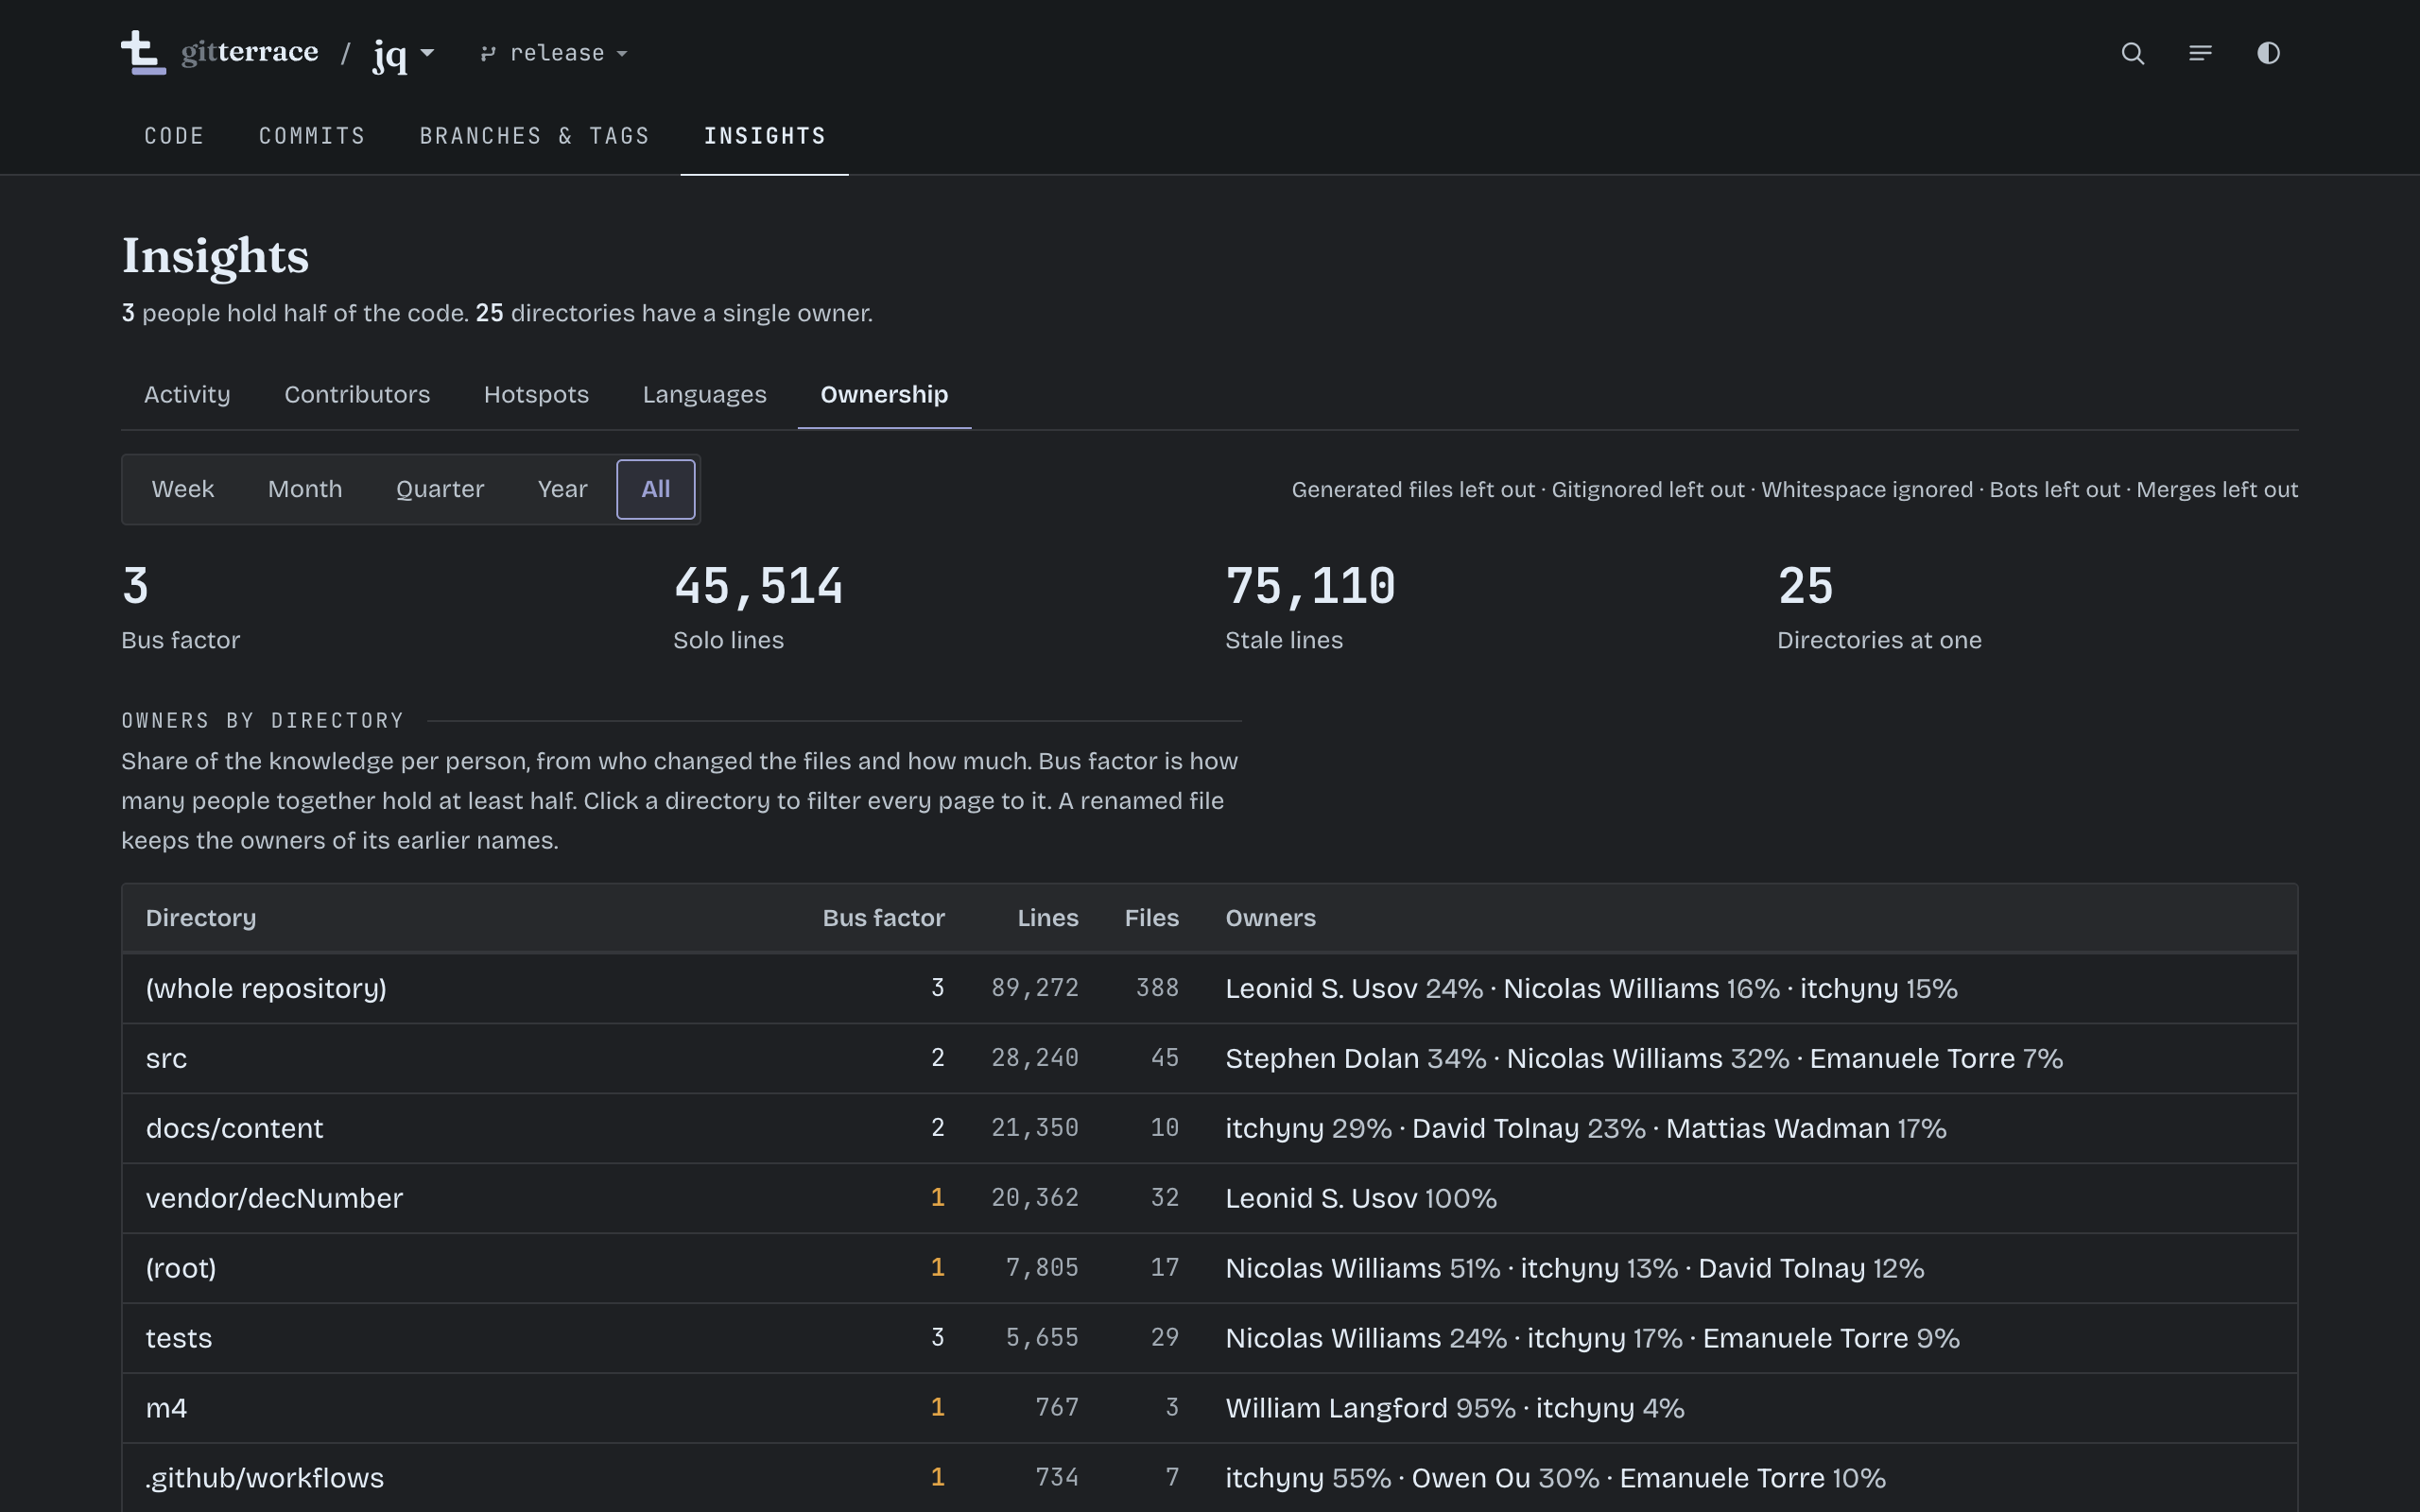 gitterrace / jq release
CODE COMMITS BRANCHES & TAGS INSIGHTS
Insights
3 people hold half of the code. 25 directories have a single owner.
Activity Contributors Hotspots Languages Ownership
Week Month Quarter Year All
Generated files left out · Gitignored left out · Whitespace ignored · Bots left out · Merges left out
3 45,514 75,110 25
Bus factor Solo lines Stale lines Directories at one
OWNERS BY DIRECTORY
Share of the knowledge per person, from who changed the files and how much. Bus factor is how
many people together hold at least half. Click a directory to filter every page to it. A renamed file
keeps the owners of its earlier names.
Directory Bus factor Lines Files Owners
(whole repository) 3 89,272 388 Leonid S. Usov 24% · Nicolas Williams 16% · itchyny 15%
src 2 28,240 45 Stephen Dolan 34% · Nicolas Williams 32% · Emanuele Torre 7%
docs/content 2 21,350 10 itchyny 29% · David Tolnay 23% · Mattias Wadman 17%
vendor/decNumber 1 20,362 32 Leonid S. Usov 100%
(root) 1 7,805 17 Nicolas Williams 51% · itchyny 13% · David Tolnay 12%
tests 3 5,655 29 Nicolas Williams 24% · itchyny 17% · Emanuele Torre 9%
m4 1 767 3 William Langford 95% · itchyny 4%
.github/workflows 1 734 7 itchyny 55% · Owen Ou 30% · Emanuele Torre 10%